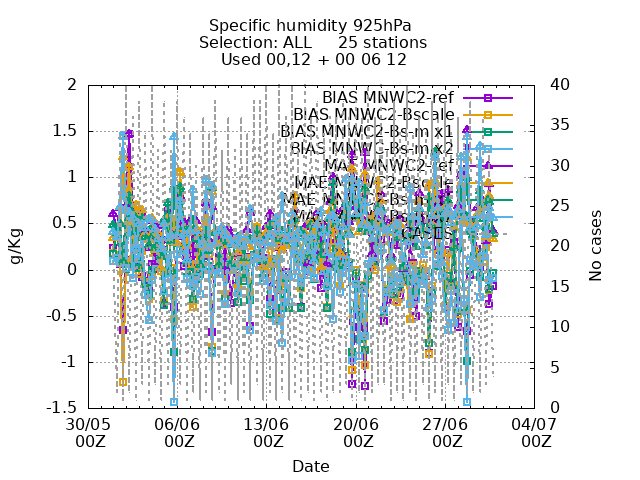 Specific humidity 925hPa
Selection: ALL 25 stations
Used 00,12 + 00 06 12
BIAS MNWC2-ref
BIAS MNWC2-Bscale
BIAS MNWC2-Bs-m x1
BIAS MNWC-Bs-m x2
MAE MNWC2-ref
MAE MNWC2-Bscale
CASES
g/Kg
2
1.5
1
0.5
0
-0.5
-1
-1.5
No cases
40
35
30
25
20
15
10
5
0
30/05 06/06 13/06 20/06 27/06 04/07
00Z 00Z 00Z 00Z 00Z 00Z
Date